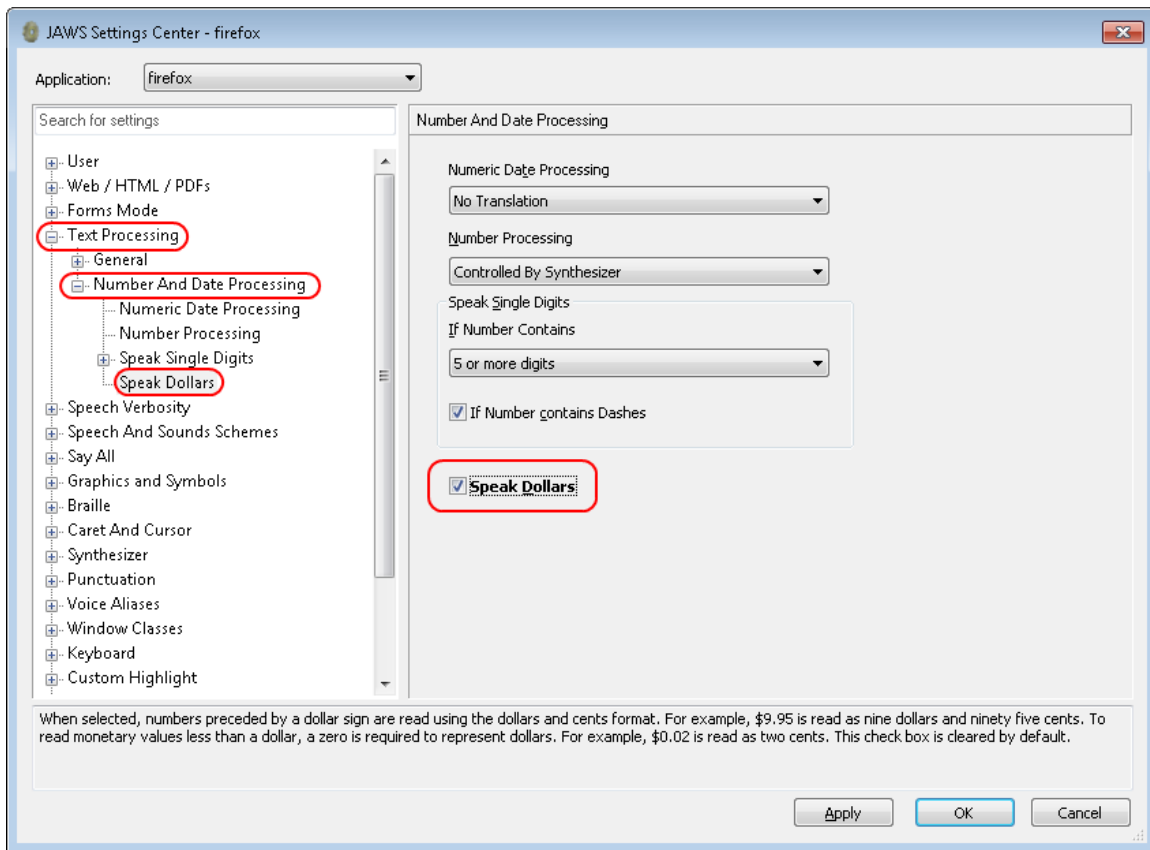 JAWS Settings Center - firefox
Application:
firefox
Search for settings
User
Web / HTML / PDFs
Forms Mode
Text Processing
General
Number And Date Processing
Numeric Date Processing
Number Processing
Speak Single Digits
Speak Dollars
Speech Verbosity
Speech And Sounds Schemes
Say All
Graphics and Symbols
Braille
Caret And Cursor
Synthesizer
Punctuation
Voice Aliases
Window Classes
Keyboard
Custom Highlight
Number And Date Processing
Numeric Date Processing
No Translation
Number Processing
Controlled By Synthesizer
Speak Single Digits
If Number Contains
5 or more digits
If Number contains Dashes
Speak Dollars
When selected, numbers preceded by a dollar sign are read using the dollars and cents format. For example, $9.95 is read as nine dollars and ninety five cents. To
read monetary values less than a dollar, a zero is required to represent dollars. For example, $0.02 is read as two cents. This check box is cleared by default.
Apply
OK
Cancel